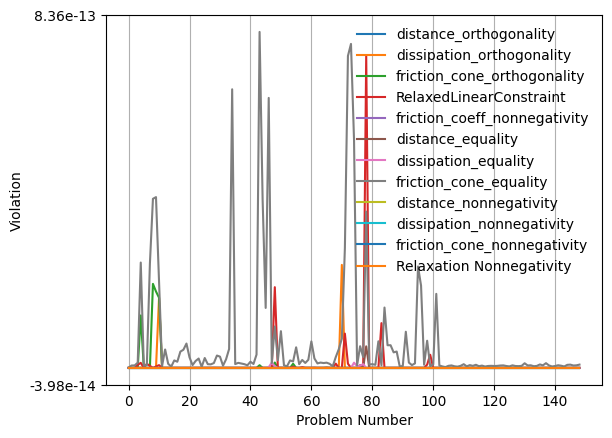 8.36e-13
distance_orthogonality
dissipation_orthogonality
friction_cone_orthogonality
RelaxedLinearConstraint
friction_coeff_nonnegativity
distance_equality
dissipation_equality
friction_cone_equality
distance_nonnegativity
dissipation_nonnegativity
friction_cone_nonnegativity
Relaxation Nonnegativity
Violation
-3.98e-14
0 20 40 60 80 100 120 140
Problem Number